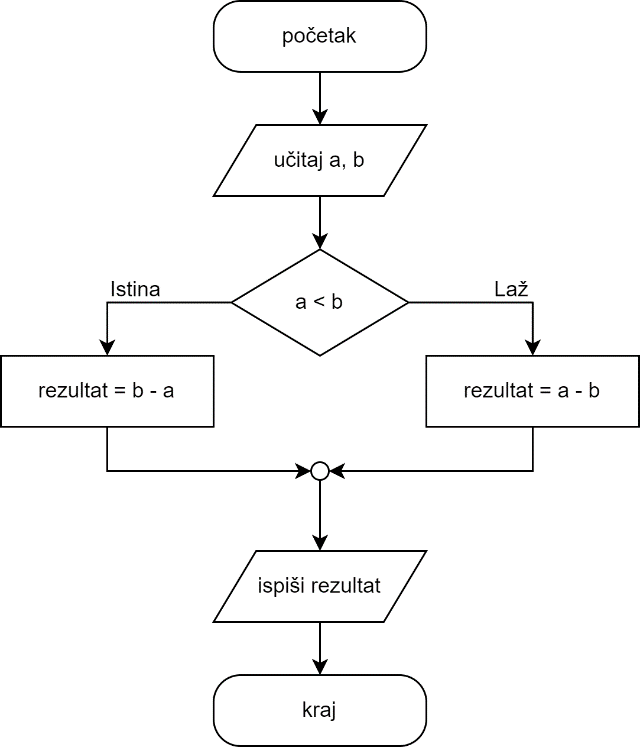 početak
učitaj a, b
a < b
Istina
Laž
rezultat = b - a
rezultat = a - b
ispiši rezultat
kraj